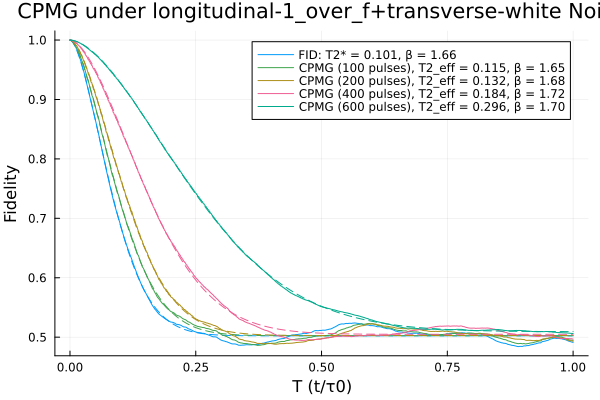 CPMG under longitudinal-1_over_f+transverse-white Noi
FID: T2* = 0.101, β = 1.66
CPMG (100 pulses), T2_eff = 0.115, β = 1.65
CPMG (200 pulses), T2_eff = 0.132, β = 1.68
CPMG (400 pulses), T2_eff = 0.184, β = 1.72
CPMG (600 pulses), T2_eff = 0.296, β = 1.70
Fidelity
1.0
0.9
0.8
0.7
0.6
0.5
0.00 0.25 0.50 0.75 1.00
T (t/τ0)